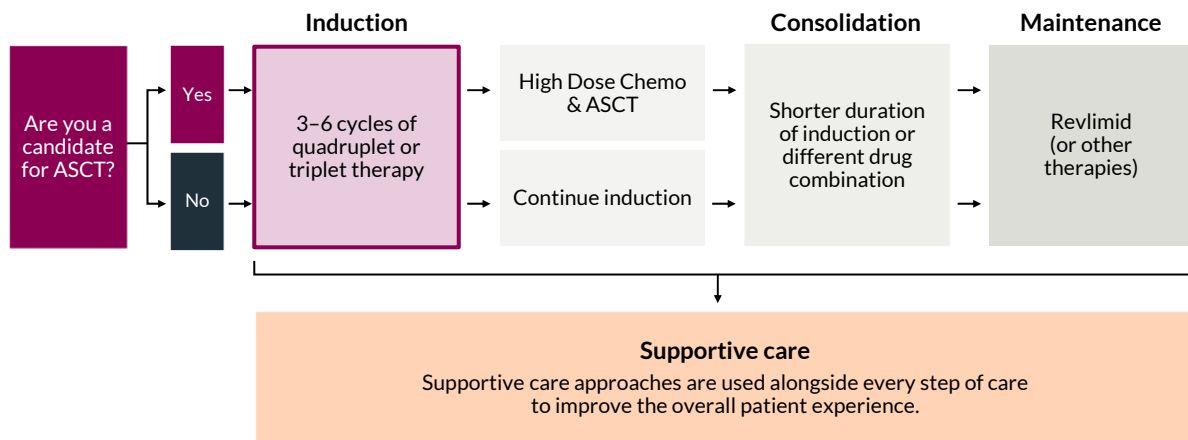 Induction
Consolidation
Maintenance
Are you a
candidate
for ASCT?
Yes
No
3–6 cycles of
quadruplet or
triplet therapy
High Dose Chemo
& ASCT
Continue induction
Shorter duration
of induction or
different drug
combination
Revlimid
(or other
therapies)
Supportive care
Supportive care approaches are used alongside every step of care
to improve the overall patient experience.